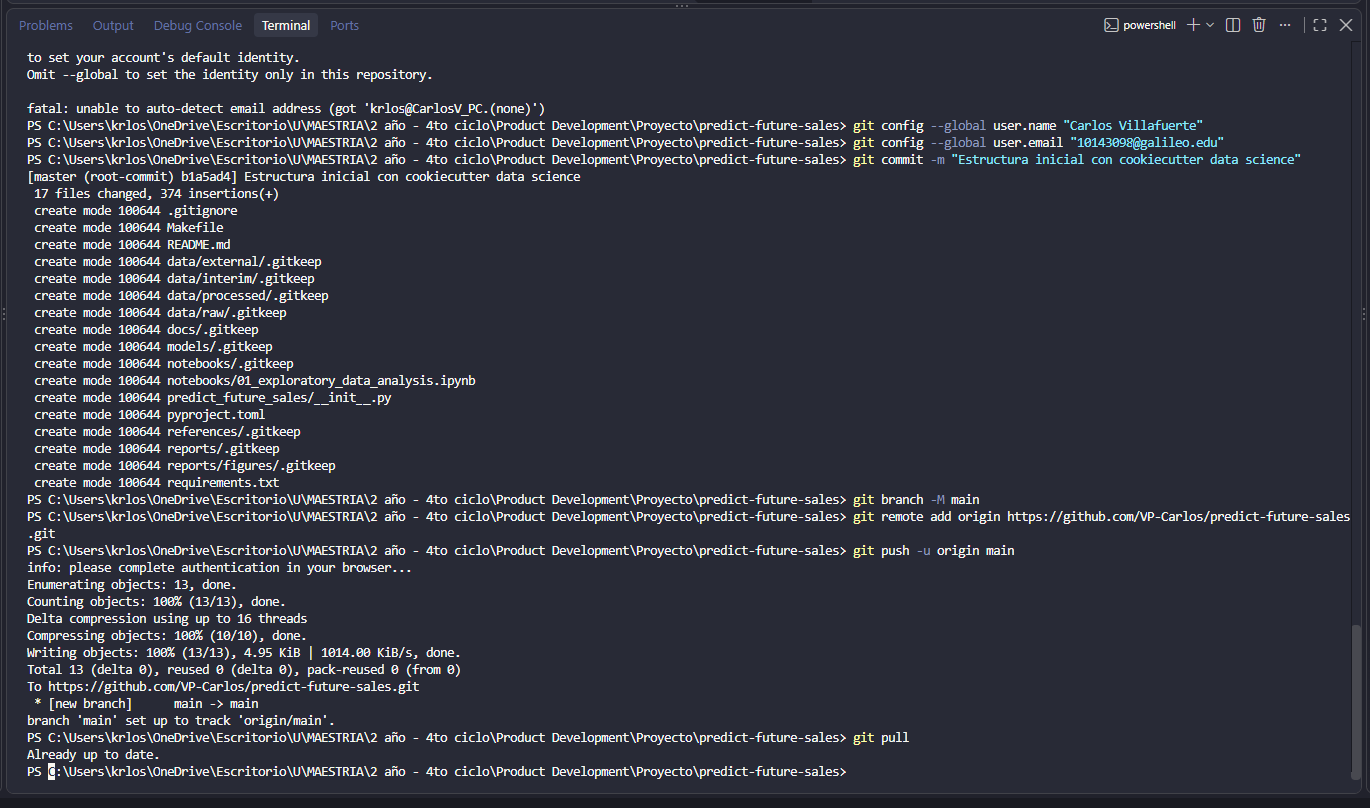 Problems Output Debug Console Terminal Ports powershell
to set your account's default identity.
Omit --global to set the identity only in this repository.
fatal: unable to auto-detect email address (got 'krlos@CarlosV_PC.(none)')
PS C:\Users\krlos\OneDrive\Escritorio\U\MAESTRIA\2 año - 4to ciclo\Product Development\Proyecto\predict-future-sales> git config --global user.name "Carlos Villafuerte"
PS C:\Users\krlos\OneDrive\Escritorio\U\MAESTRIA\2 año - 4to ciclo\Product Development\Proyecto\predict-future-sales> git config --global user.email "10143098@galileo.edu"
PS C:\Users\krlos\OneDrive\Escritorio\U\MAESTRIA\2 año - 4to ciclo\Product Development\Proyecto\predict-future-sales> git commit -m "Estructura inicial con cookiecutter data science"
[master (root-commit) b1a5ad4] Estructura inicial con cookiecutter data science
17 files changed, 374 insertions(+)
create mode 100644 .gitignore
create mode 100644 Makefile
create mode 100644 README.md
create mode 100644 data/external/.gitkeep
create mode 100644 data/interim/.gitkeep
create mode 100644 data/processed/.gitkeep
create mode 100644 data/raw/.gitkeep
create mode 100644 docs/.gitkeep
create mode 100644 models/.gitkeep
create mode 100644 notebooks/.gitkeep
create mode 100644 notebooks/01_exploratory_data_analysis.ipynb
create mode 100644 predict_future_sales/__init__.py
create mode 100644 pyproject.toml
create mode 100644 references/.gitkeep
create mode 100644 reports/.gitkeep
create mode 100644 reports/figures/.gitkeep
create mode 100644 requirements.txt
PS C:\Users\krlos\OneDrive\Escritorio\U\MAESTRIA\2 año - 4to ciclo\Product Development\Proyecto\predict-future-sales> git branch -M main
PS C:\Users\krlos\OneDrive\Escritorio\U\MAESTRIA\2 año - 4to ciclo\Product Development\Proyecto\predict-future-sales> git remote add origin https://github.com/VP-Carlos/predict-future-sales
.git
PS C:\Users\krlos\OneDrive\Escritorio\U\MAESTRIA\2 año - 4to ciclo\Product Development\Proyecto\predict-future-sales> git push -u origin main
info: please complete authentication in your browser...
Enumerating objects: 13, done.
Counting objects: 100% (13/13), done.
Delta compression using up to 16 threads
Compressing objects: 100% (10/10), done.
Writing objects: 100% (13/13), 4.95 KiB | 1014.00 KiB/s, done.
Total 13 (delta 0), reused 0 (delta 0), pack-reused 0 (from 0)
To https://github.com/VP-Carlos/predict-future-sales.git
* [new branch] main -> main
branch 'main' set up to track 'origin/main'.
PS C:\Users\krlos\OneDrive\Escritorio\U\MAESTRIA\2 año - 4to ciclo\Product Development\Proyecto\predict-future-sales> git pull
Already up to date.
PS C:\Users\krlos\OneDrive\Escritorio\U\MAESTRIA\2 año - 4to ciclo\Product Development\Proyecto\predict-future-sales>